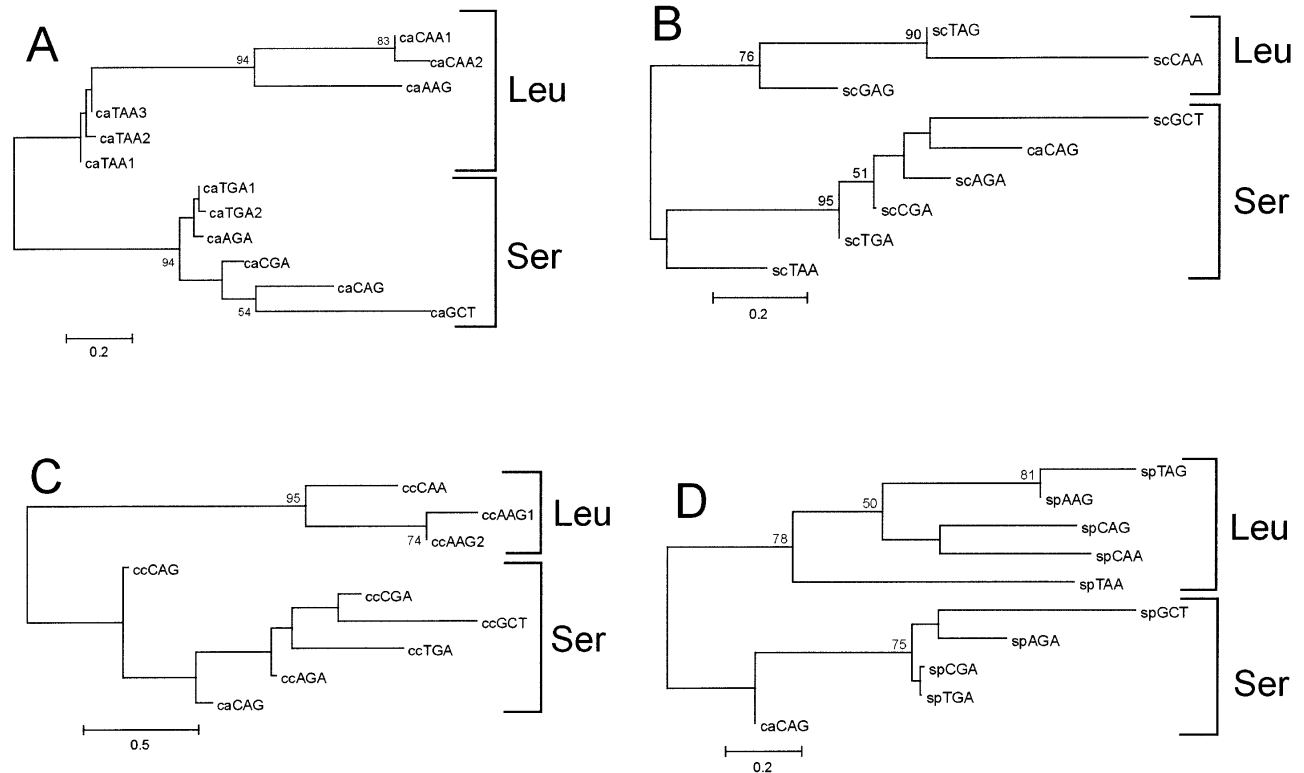 A
83
caCAA1
caCAA2
94
caAAG
Leu
caTAA3
caTAA2
caTAA1
caTGA1
caTGA2
caAGA
94
caCGA
caCAG
54
caGCT
Ser
0.2
B
90
scTAG
76
scCAA
scGAG
Leu
scGCT
caCAG
51
scAGA
95
scCGA
scTGA
scTAA
Ser
0.2
C
95
ccCAA
ccAAG1
74
ccAAG2
Leu
ccCAG
ccCGA
ccGCT
ccTGA
ccAGA
caCAG
Ser
0.5
D
81
spTAG
50
spAAG
spCAG
78
spCAA
spTAA
Leu
spGCT
75
spAGA
spCGA
spTGA
caCAG
Ser
0.2